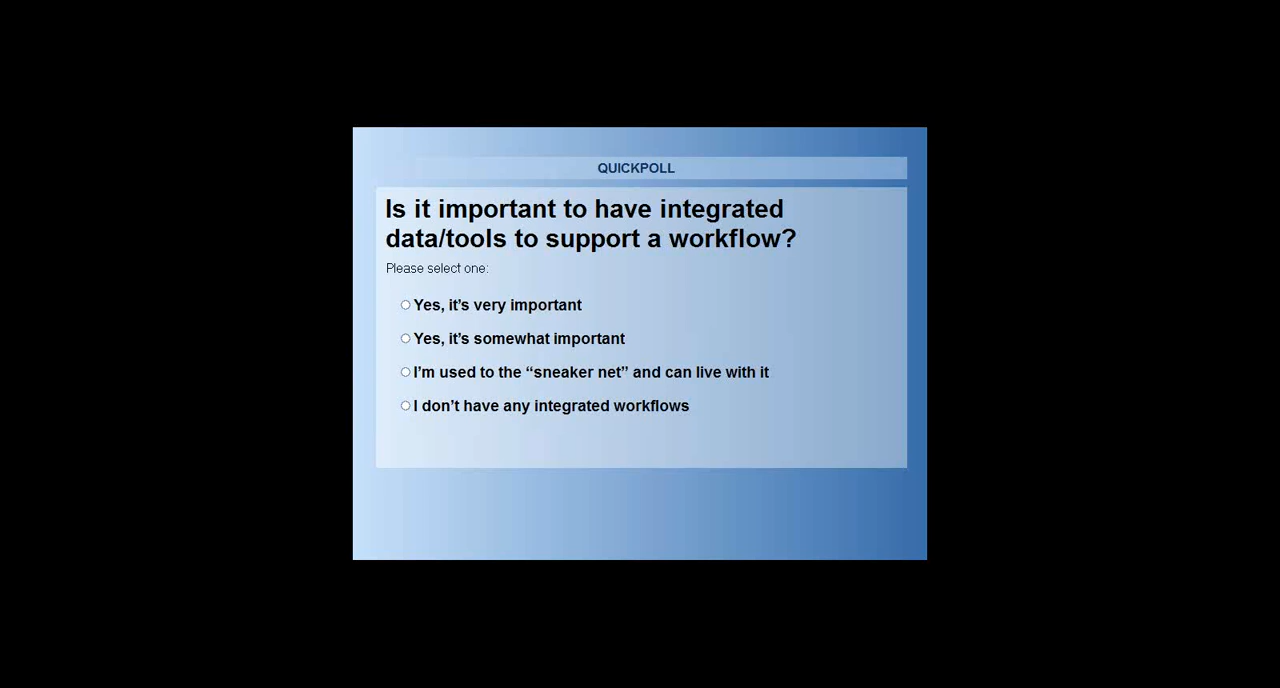 QUICKPOLL
Is it important to have integrated
data/tools to support a workflow?
Please select one:
Yes, it’s very important
Yes, it’s somewhat important
I’m used to the “sneaker net” and can live with it
I don’t have any integrated workflows